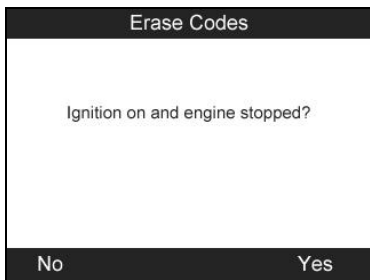 Erase Codes
Ignition on and engine stopped?
No Yes